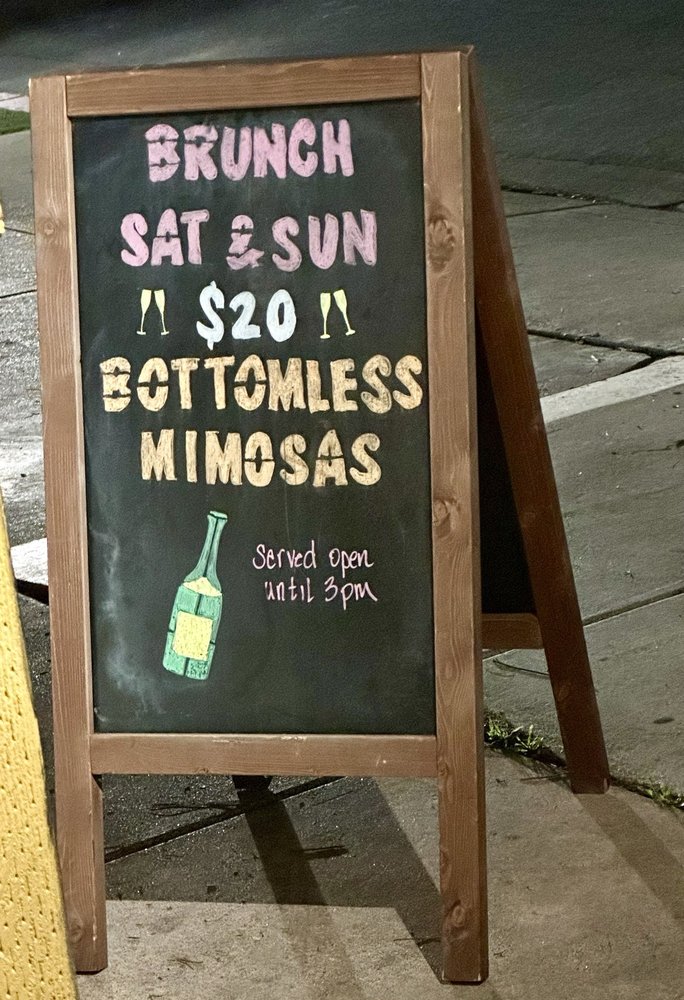 BRUNCH
SAT & SUN
$20
BOTTOMLESS
MIMOSAS
Served open
until 3pm